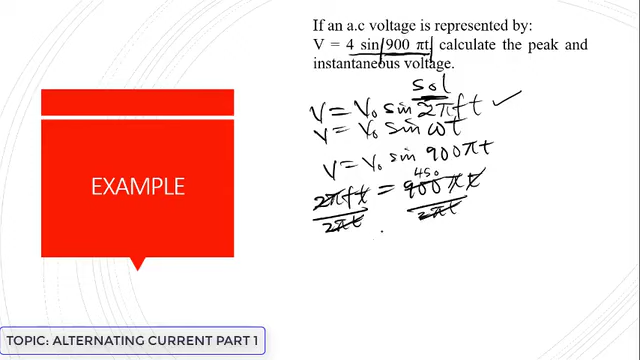 If an a.c voltage is represented by:
V = 4 sin 900 πt, calculate the peak and
instantaneous voltage.
sol
V = V₀ sin 2πft ✓
V = V₀ sin ωt
V = V₀ sin 900πt
450
2πft = 900πt
2πt 2πt
EXAMPLE
TOPIC: ALTERNATING CURRENT PART 1